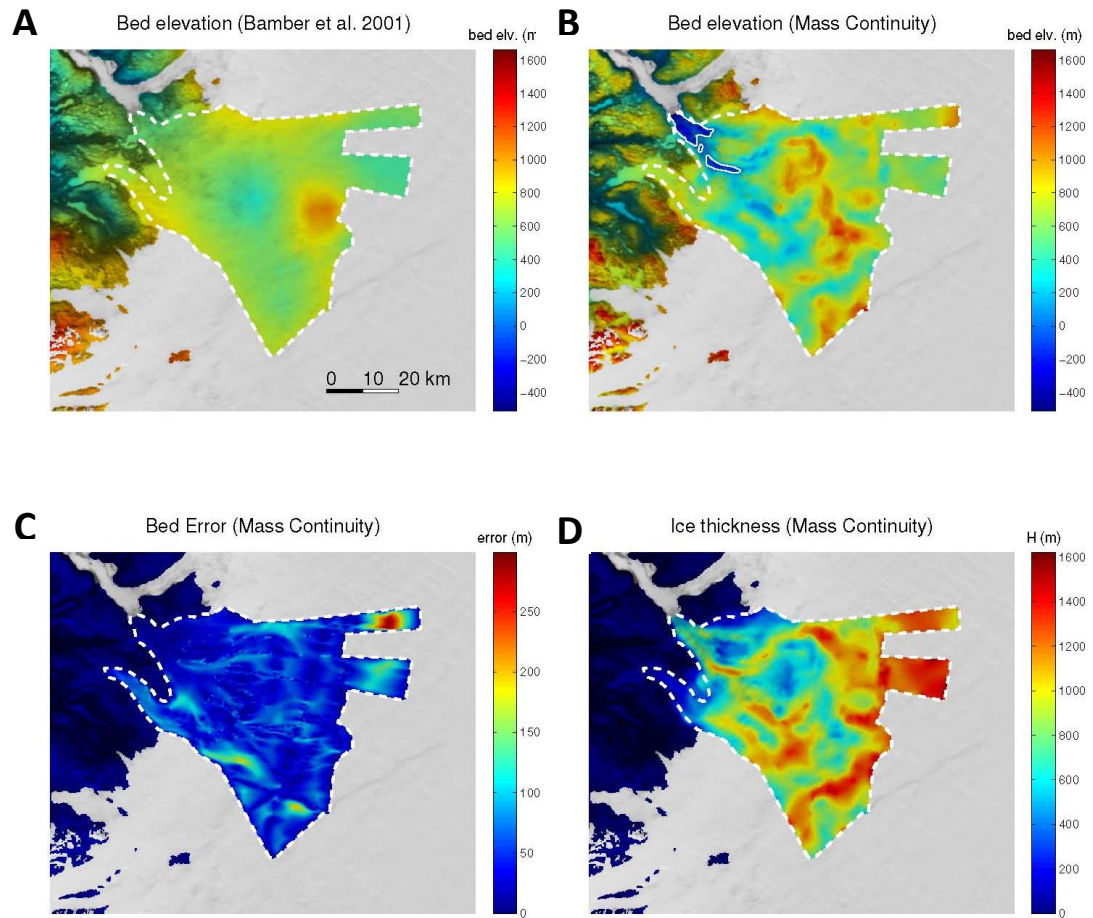 A
Bed elevation (Bamber et al. 2001)
bed elv. (m
1600
1400
1200
1000
800
600
400
200
0
−200
−400
0 10 20 km
B
Bed elevation (Mass Continuity)
bed elv. (m)
1600
1400
1200
1000
800
600
400
200
0
−200
−400
C
Bed Error (Mass Continuity)
error (m)
250
200
150
100
50
0
D
Ice thickness (Mass Continuity)
H (m)
1600
1400
1200
1000
800
600
400
200
0